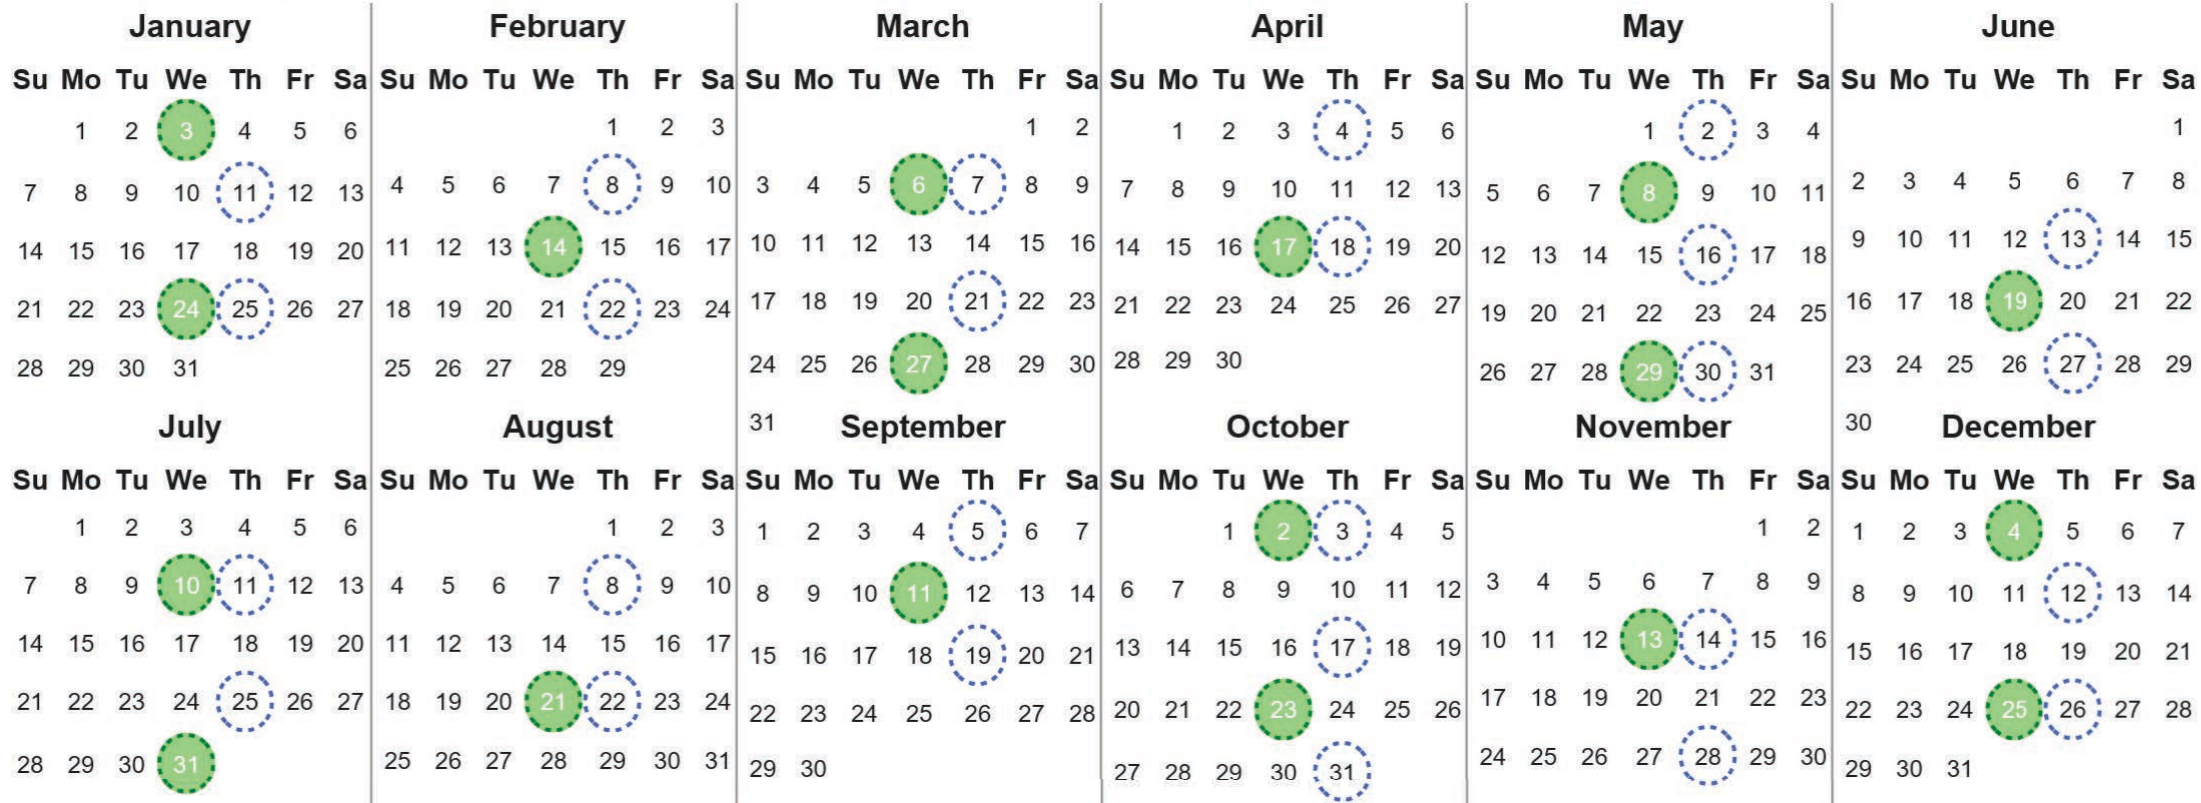 January
Su Mo Tu We Th Fr Sa
1 2 3 4 5 6
7 8 9 10 11 12 13
14 15 16 17 18 19 20
21 22 23 24 25 26 27
28 29 30 31
February
Su Mo Tu We Th Fr Sa
1 2 3
4 5 6 7 8 9 10
11 12 13 14 15 16 17
18 19 20 21 22 23 24
25 26 27 28 29
March
Su Mo Tu We Th Fr Sa
1 2
3 4 5 6 7 8 9
10 11 12 13 14 15 16
17 18 19 20 21 22 23
24 25 26 27 28 29 30
31
April
Su Mo Tu We Th Fr Sa
1 2 3 4 5 6
7 8 9 10 11 12 13
14 15 16 17 18 19 20
21 22 23 24 25 26 27
28 29 30
May
Su Mo Tu We Th Fr Sa
1 2 3 4
5 6 7 8 9 10 11
12 13 14 15 16 17 18
19 20 21 22 23 24 25
26 27 28 29 30 31
June
Su Mo Tu We Th Fr Sa
1
2 3 4 5 6 7 8
9 10 11 12 13 14 15
16 17 18 19 20 21 22
23 24 25 26 27 28 29
30
July
Su Mo Tu We Th Fr Sa
1 2 3 4 5 6
7 8 9 10 11 12 13
14 15 16 17 18 19 20
21 22 23 24 25 26 27
28 29 30 31
August
Su Mo Tu We Th Fr Sa
1 2 3
4 5 6 7 8 9 10
11 12 13 14 15 16 17
18 19 20 21 22 23 24
25 26 27 28 29 30 31
September
Su Mo Tu We Th Fr Sa
1 2 3 4 5 6 7
8 9 10 11 12 13 14
15 16 17 18 19 20 21
22 23 24 25 26 27 28
29 30
October
Su Mo Tu We Th Fr Sa
1 2 3 4 5
6 7 8 9 10 11 12
13 14 15 16 17 18 19
20 21 22 23 24 25 26
27 28 29 30 31
November
Su Mo Tu We Th Fr Sa
1 2
3 4 5 6 7 8 9
10 11 12 13 14 15 16
17 18 19 20 21 22 23
24 25 26 27 28 29 30
December
Su Mo Tu We Th Fr Sa
1 2 3 4 5 6 7
8 9 10 11 12 13 14
15 16 17 18 19 20 21
22 23 24 25 26 27 28
29 30 31